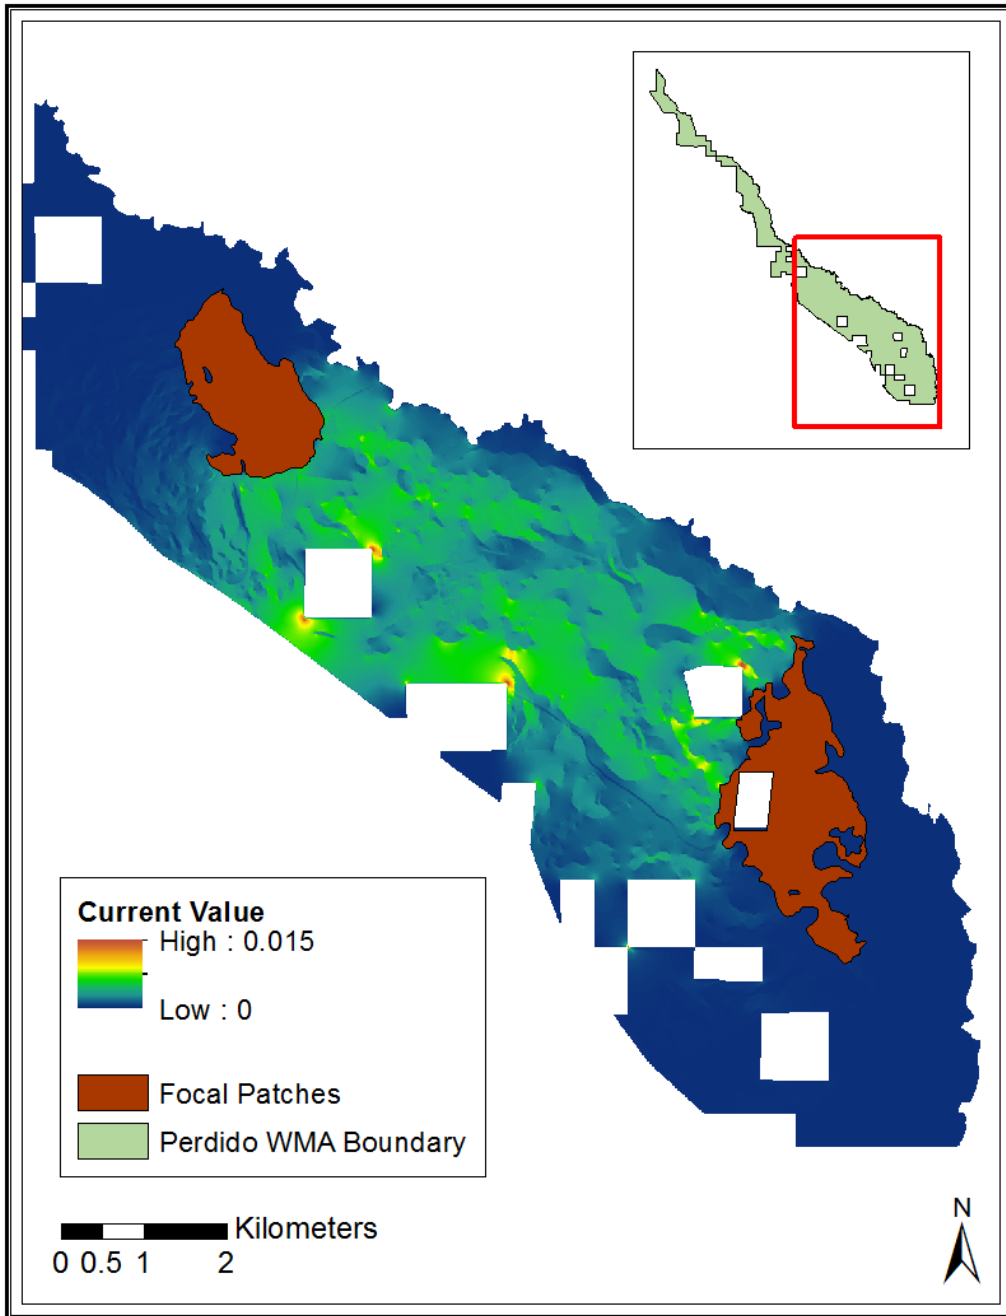 Current Value
High : 0.015
Low : 0
Focal Patches
Perdido WMA Boundary
Kilometers
0 0.5 1 2
N